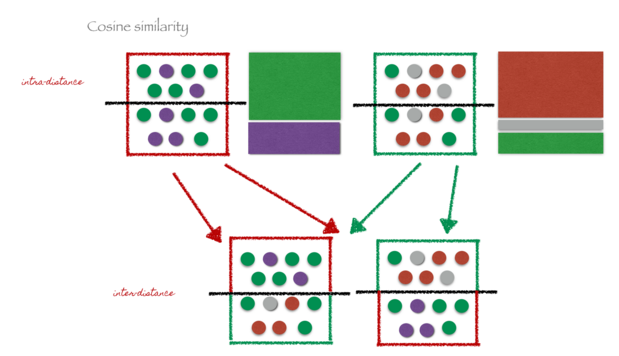 Cosine similarity
intra-distance
inter-distance